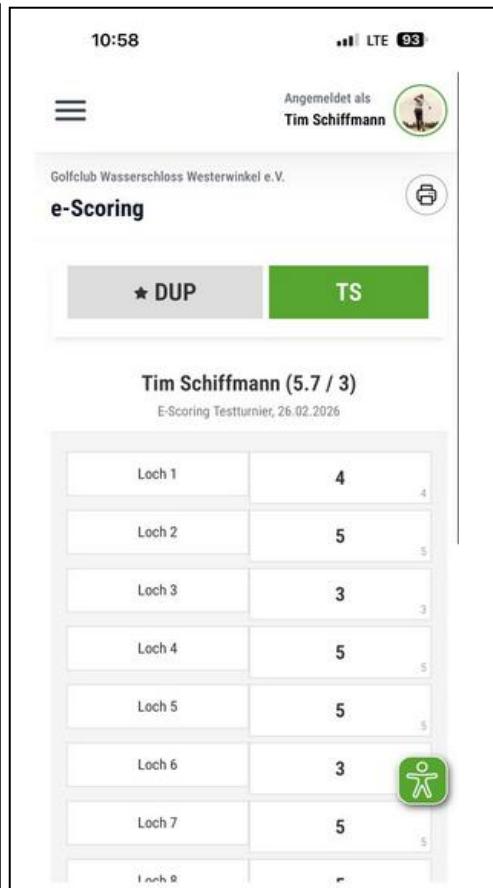 10:58 LTE 93
Angemeldet als
Tim Schiffmann
Golfclub Wasserschloss Westerwinkel e.V.
e-Scoring
★ DUP TS
Tim Schiffmann (5.7 / 3)
E-Scoring Testturnier, 26.02.2026
Loch 1 4 4
Loch 2 5 5
Loch 3 3 3
Loch 4 5 5
Loch 5 5 5
Loch 6 3
Loch 7 5 5
Loch 8